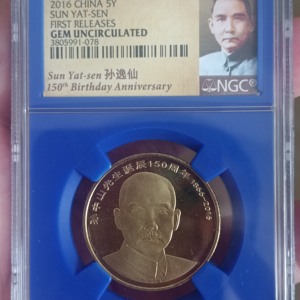 2016 CHINA 5Y
SUN YAT-SEN
FIRST RELEASES
GEM UNCIRCULATED
3805991-078
Sun Yat-sen 孙逸仙
150th Birthday Anniversary
NGC
孙中山先生诞辰150周年 1866-2016